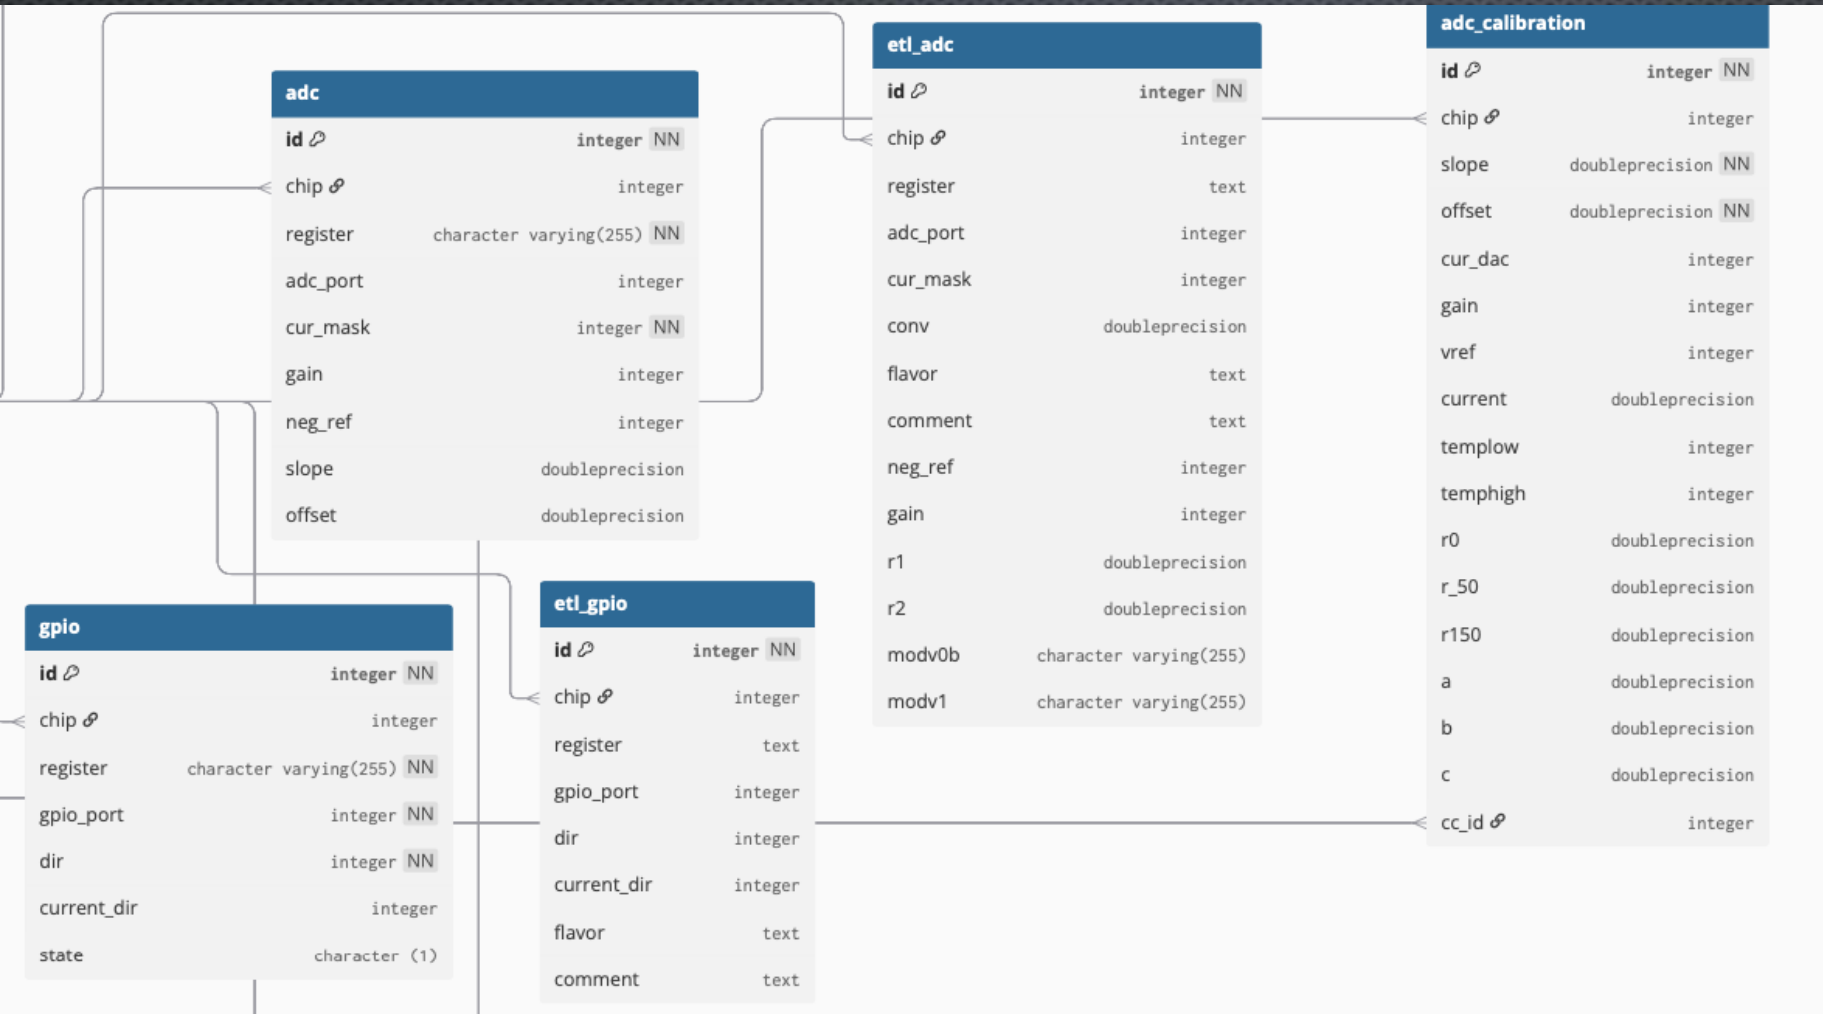 adc
id integer NN
chip integer
register character varying(255) NN
adc_port integer
cur_mask integer NN
gain integer
neg_ref integer
slope doubleprecision
offset doubleprecision
etl_adc
id integer NN
chip integer
register text
adc_port integer
cur_mask integer
conv doubleprecision
flavor text
comment text
neg_ref integer
gain integer
r1 doubleprecision
r2 doubleprecision
modv0b character varying(255)
modv1 character varying(255)
adc_calibration
id integer NN
chip integer
slope doubleprecision NN
offset doubleprecision NN
cur_dac integer
gain integer
vref integer
current doubleprecision
templow integer
temphigh integer
r0 doubleprecision
r_50 doubleprecision
r150 doubleprecision
a doubleprecision
b doubleprecision
c doubleprecision
cc_id integer
gpio
id integer NN
chip integer
register character varying(255) NN
gpio_port integer NN
dir integer NN
current_dir integer
state character (1)
etl_gpio
id integer NN
chip integer
register text
gpio_port integer
dir integer
current_dir integer
flavor text
comment text